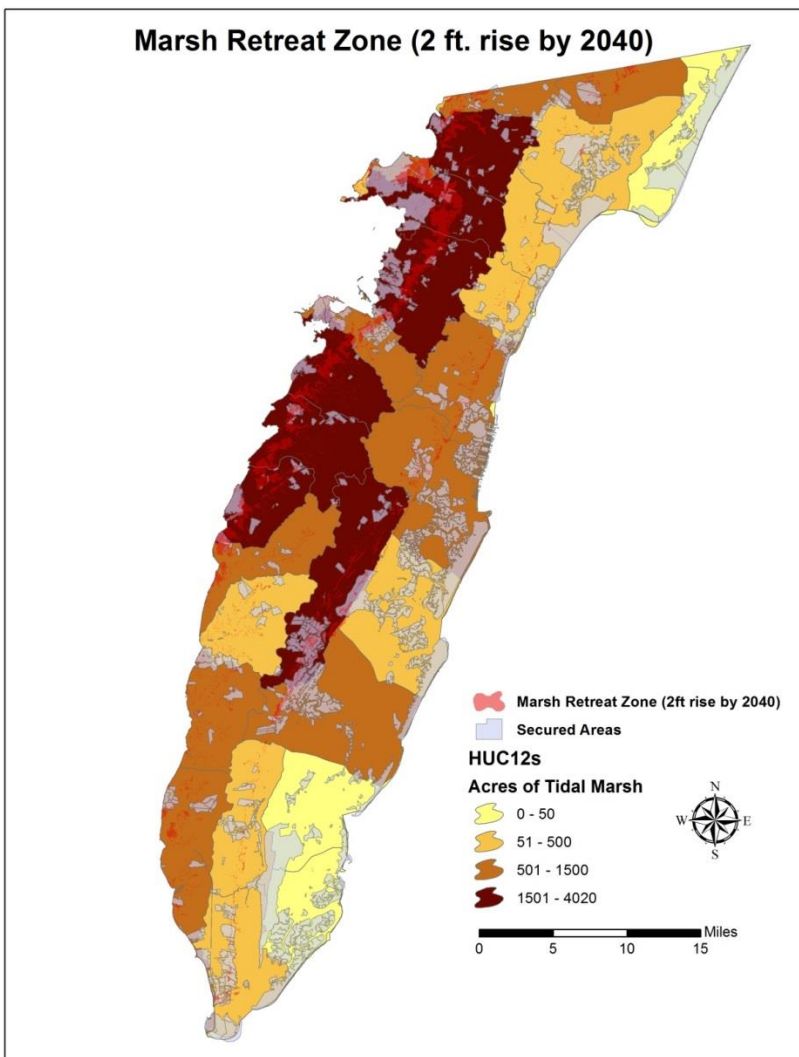 Marsh Retreat Zone (2 ft. rise by 2040)
Marsh Retreat Zone (2ft rise by 2040)
Secured Areas
HUC12s
Acres of Tidal Marsh
0 - 50
51 - 500
501 - 1500
1501 - 4020
N
W E
S
Miles
0 5 10 15